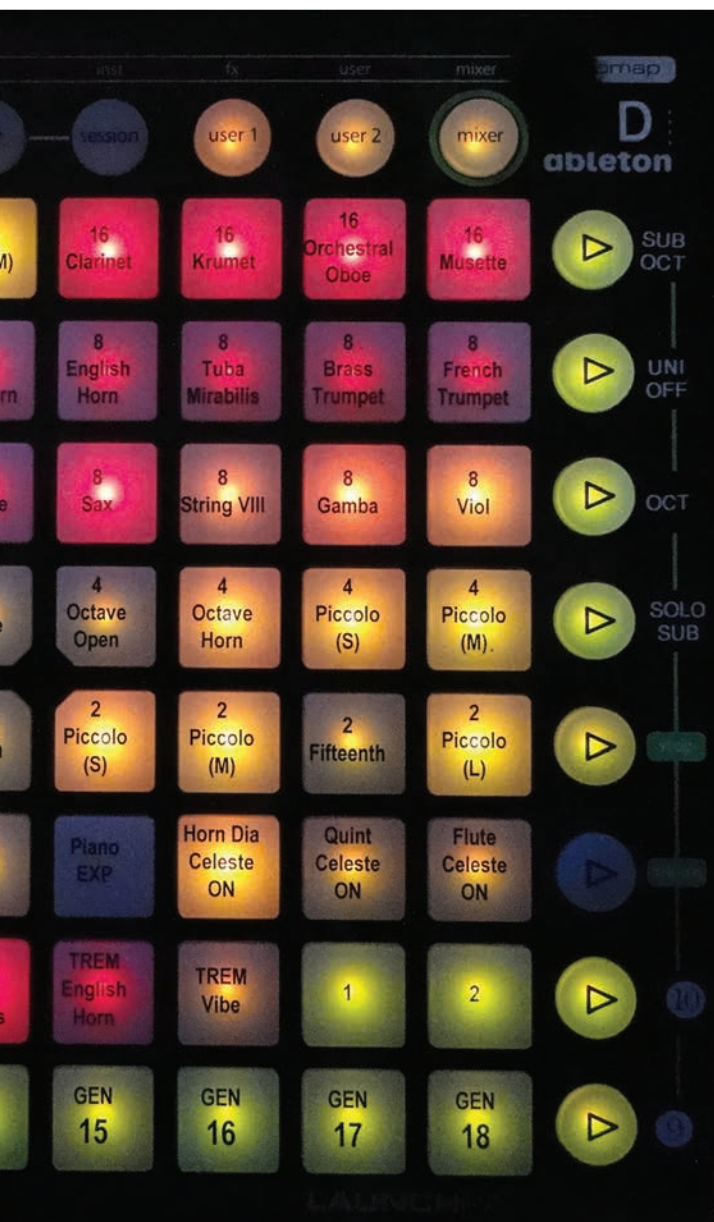 inst fx user mixer
session user 1 user 2 mixer
ableton
M)
16
Clarinet
16
Krumet
16
Orchestral
Oboe
16
Musette
SUB
OCT
rn
8
English
Horn
8
Tuba
Mirabilis
8
Brass
Trumpet
8
French
Trumpet
UNI
OFF
e
8
Sax
8
String VIII
8
Gamba
8
Viol
OCT
e
4
Octave
Open
4
Octave
Horn
4
Piccolo
(S)
4
Piccolo
(M).
SOLO
SUB
2
Piccolo
(S)
2
Piccolo
(M)
2
Fifteenth
2
Piccolo
(L)
stop
Piano
EXP
Horn Dia
Celeste
ON
Quint
Celeste
ON
Flute
Celeste
ON
s
TREM
English
Horn
TREM
Vibe
1
2
10
GEN
15
GEN
16
GEN
17
GEN
18
9